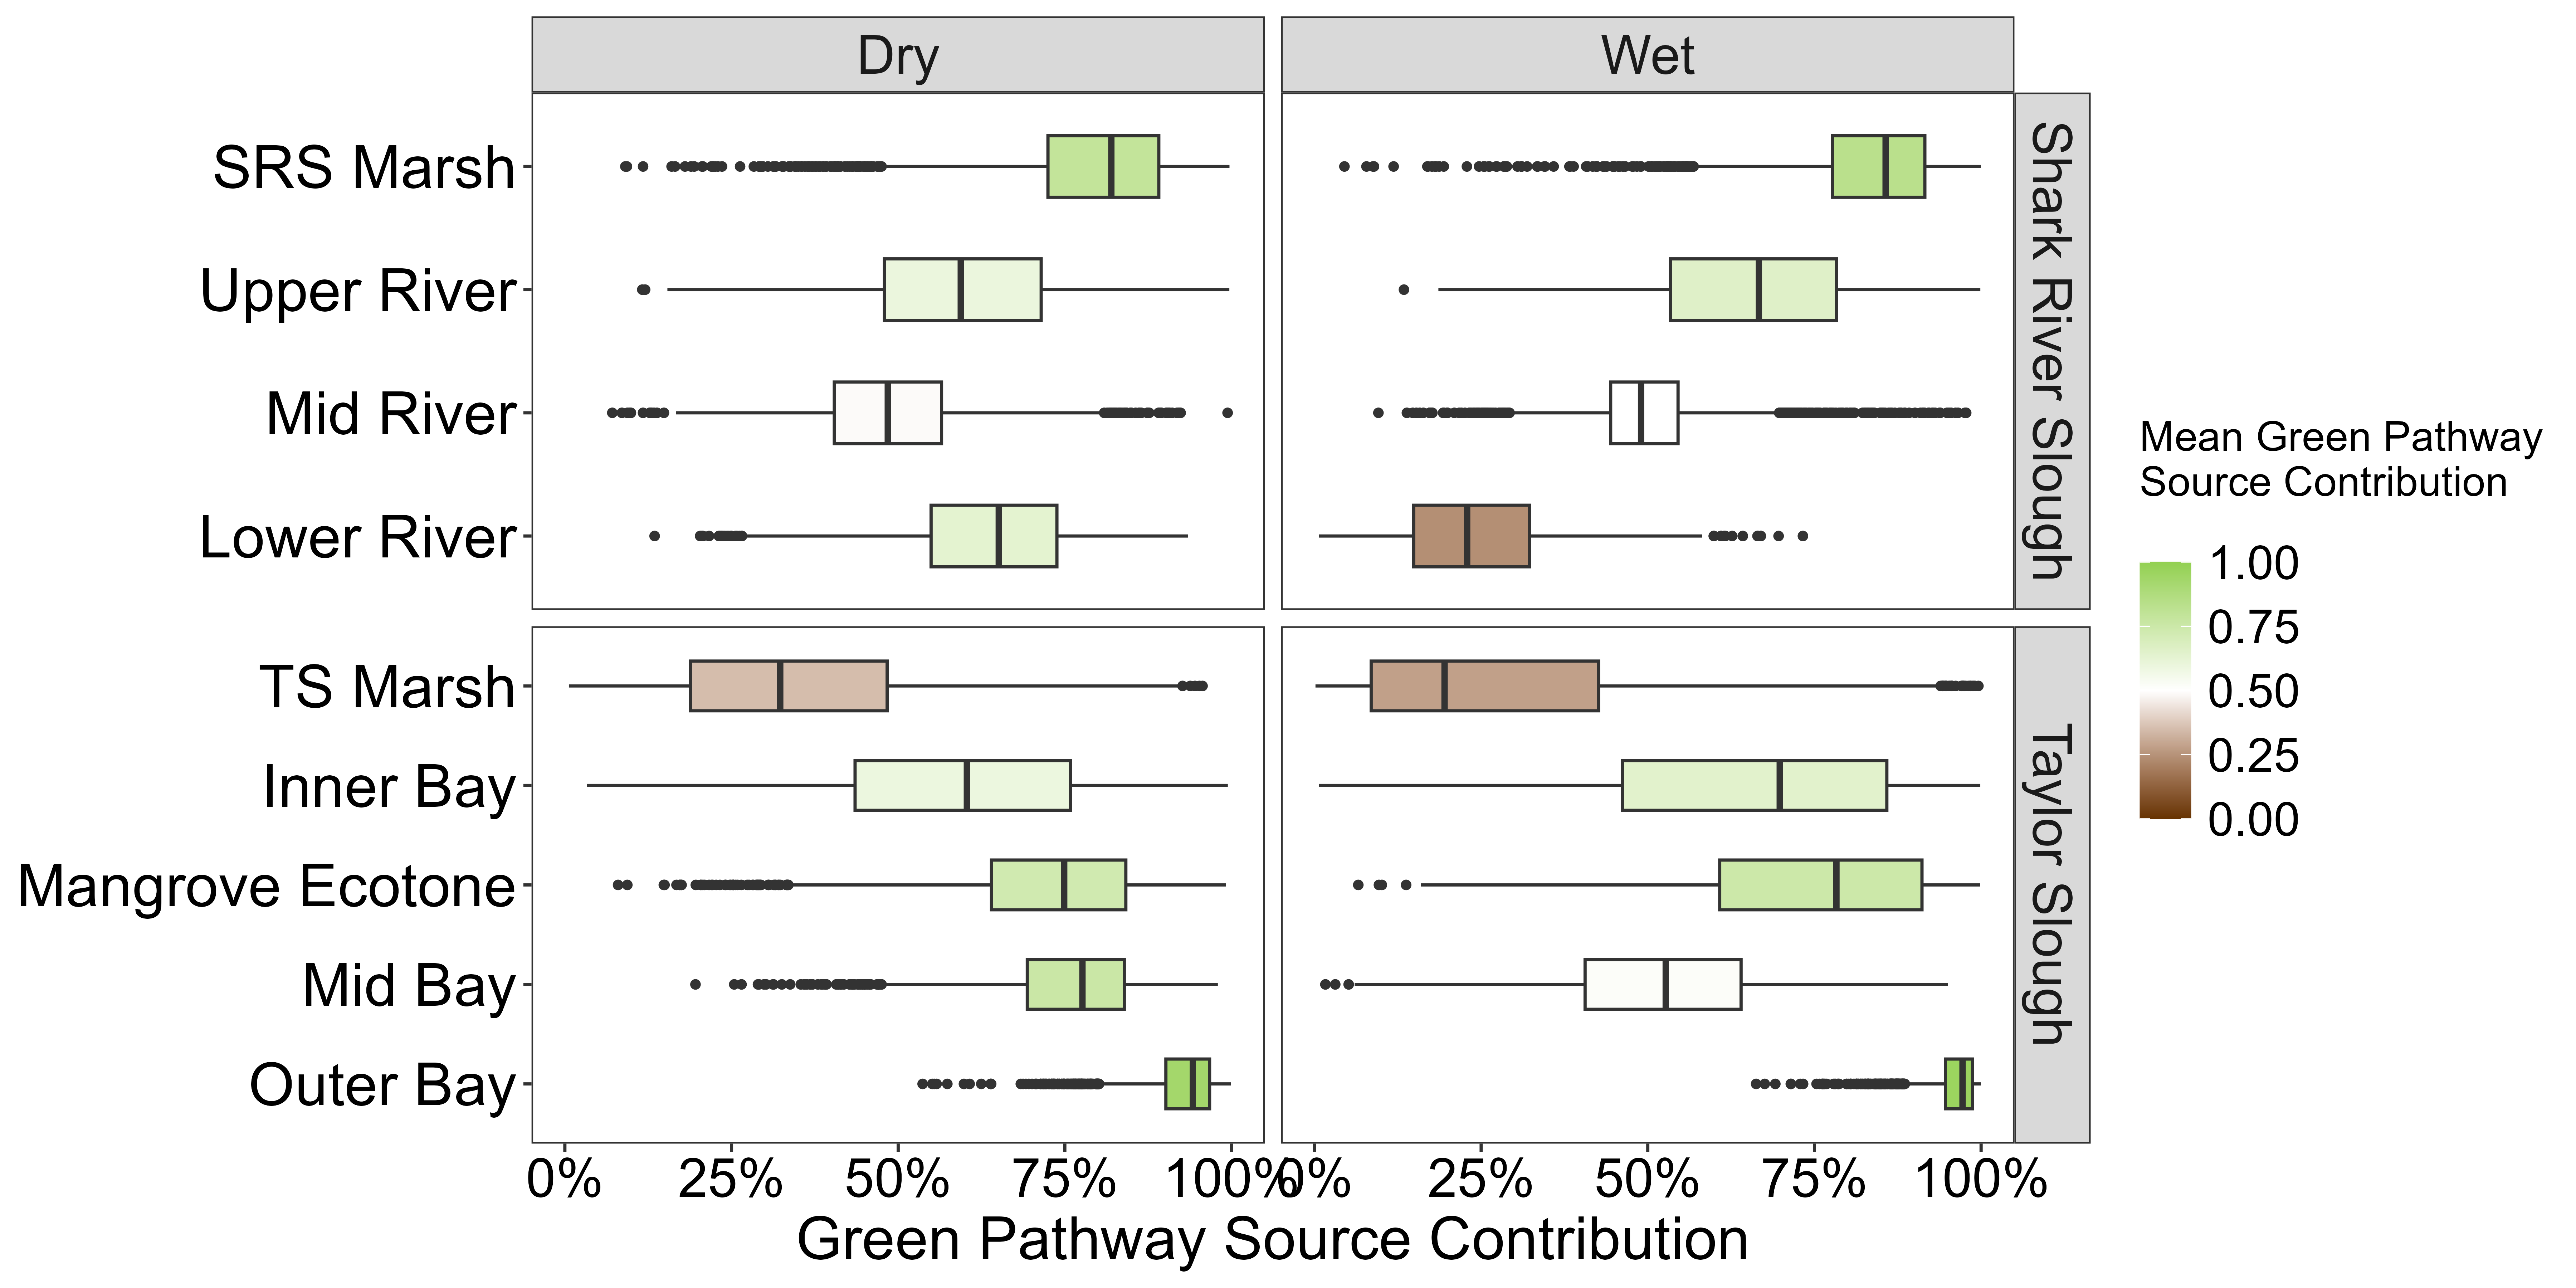 Dry
Wet
SRS Marsh
Upper River
Mid River
Lower River
Shark River Slough
TS Marsh
Inner Bay
Mangrove Ecotone
Mid Bay
Outer Bay
Taylor Slough
0%
25%
50%
75%
100%
0%
25%
50%
75%
100%
Green Pathway Source Contribution
Mean Green Pathway
Source Contribution
1.00
0.75
0.50
0.25
0.00